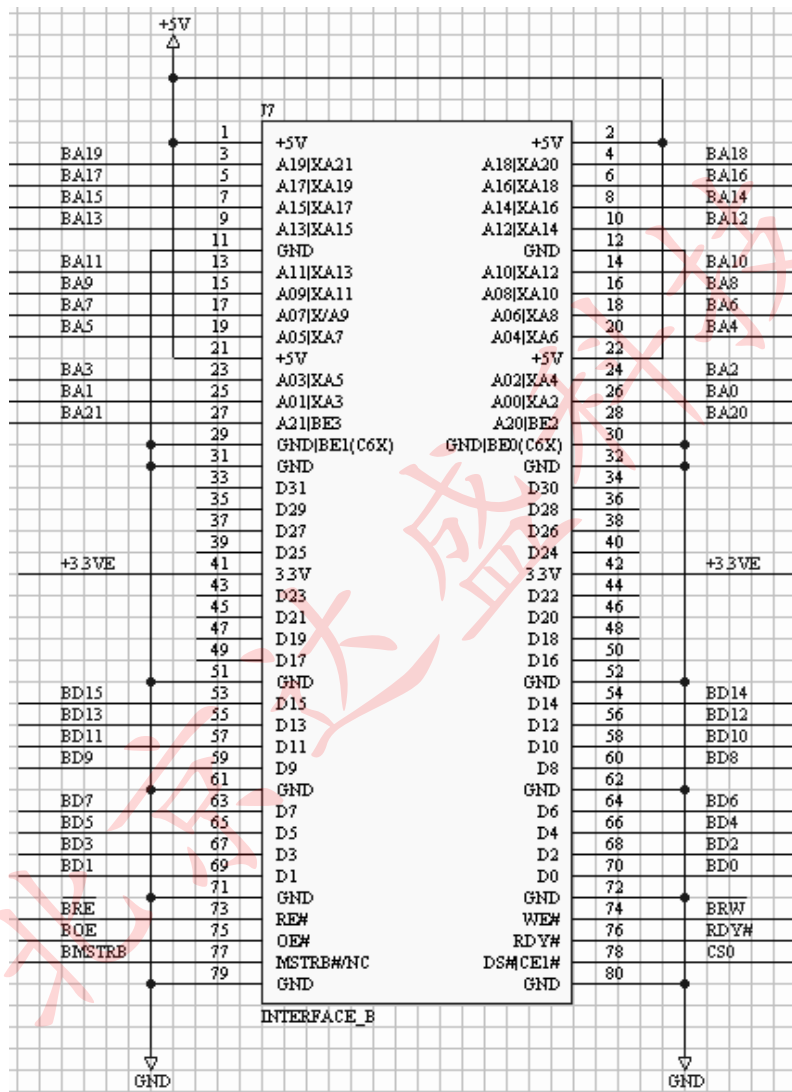 +5V
J7
1 +5V +5V 2
BA19 3 A19|XA21 A18|XA20 4 BA18
BA17 5 A17|XA19 A16|XA18 6 BA16
BA15 7 A15|XA17 A14|XA16 8 BA14
BA13 9 A13|XA15 A12|XA14 10 BA12
11 GND GND 12
BA11 13 A11|XA13 A10|XA12 14 BA10
BA9 15 A09|XA11 A08|XA10 16 BA8
BA7 17 A07|X/A9 A06|XA8 18 BA6
BA5 19 A05|XA7 A04|XA6 20 BA4
21 +5V +5V 22
BA3 23 A03|XA5 A02|XA4 24 BA2
BA1 25 A01|XA3 A00|XA2 26 BA0
BA21 27 A21|BE3 A20|BE2 28 BA20
29 GND|BE1(C6X) GND|BE0(C6X) 30
31 GND GND 32
33 D31 D30 34
35 D29 D28 36
37 D27 D26 38
39 D25 D24 40
+3.3VE 41 3.3V 3.3V 42 +3.3VE
43 D23 D22 44
45 D21 D20 46
47 D19 D18 48
49 D17 D16 50
51 GND GND 52
BD15 53 D15 D14 54 BD14
BD13 55 D13 D12 56 BD12
BD11 57 D11 D10 58 BD10
BD9 59 D9 D8 60 BD8
61 GND GND 62
BD7 63 D7 D6 64 BD6
BD5 65 D5 D4 66 BD4
BD3 67 D3 D2 68 BD2
BD1 69 D1 D0 70 BD0
71 GND GND 72
BRE 73 RE# WE# 74 BRW
BOE 75 OE# RDY# 76 RDY#
BMSTRB 77 MSTRB#/NC DS#|CE1# 78 CS0
79 GND GND 80
INTERFACE_B
GND GND
北京达盛科技